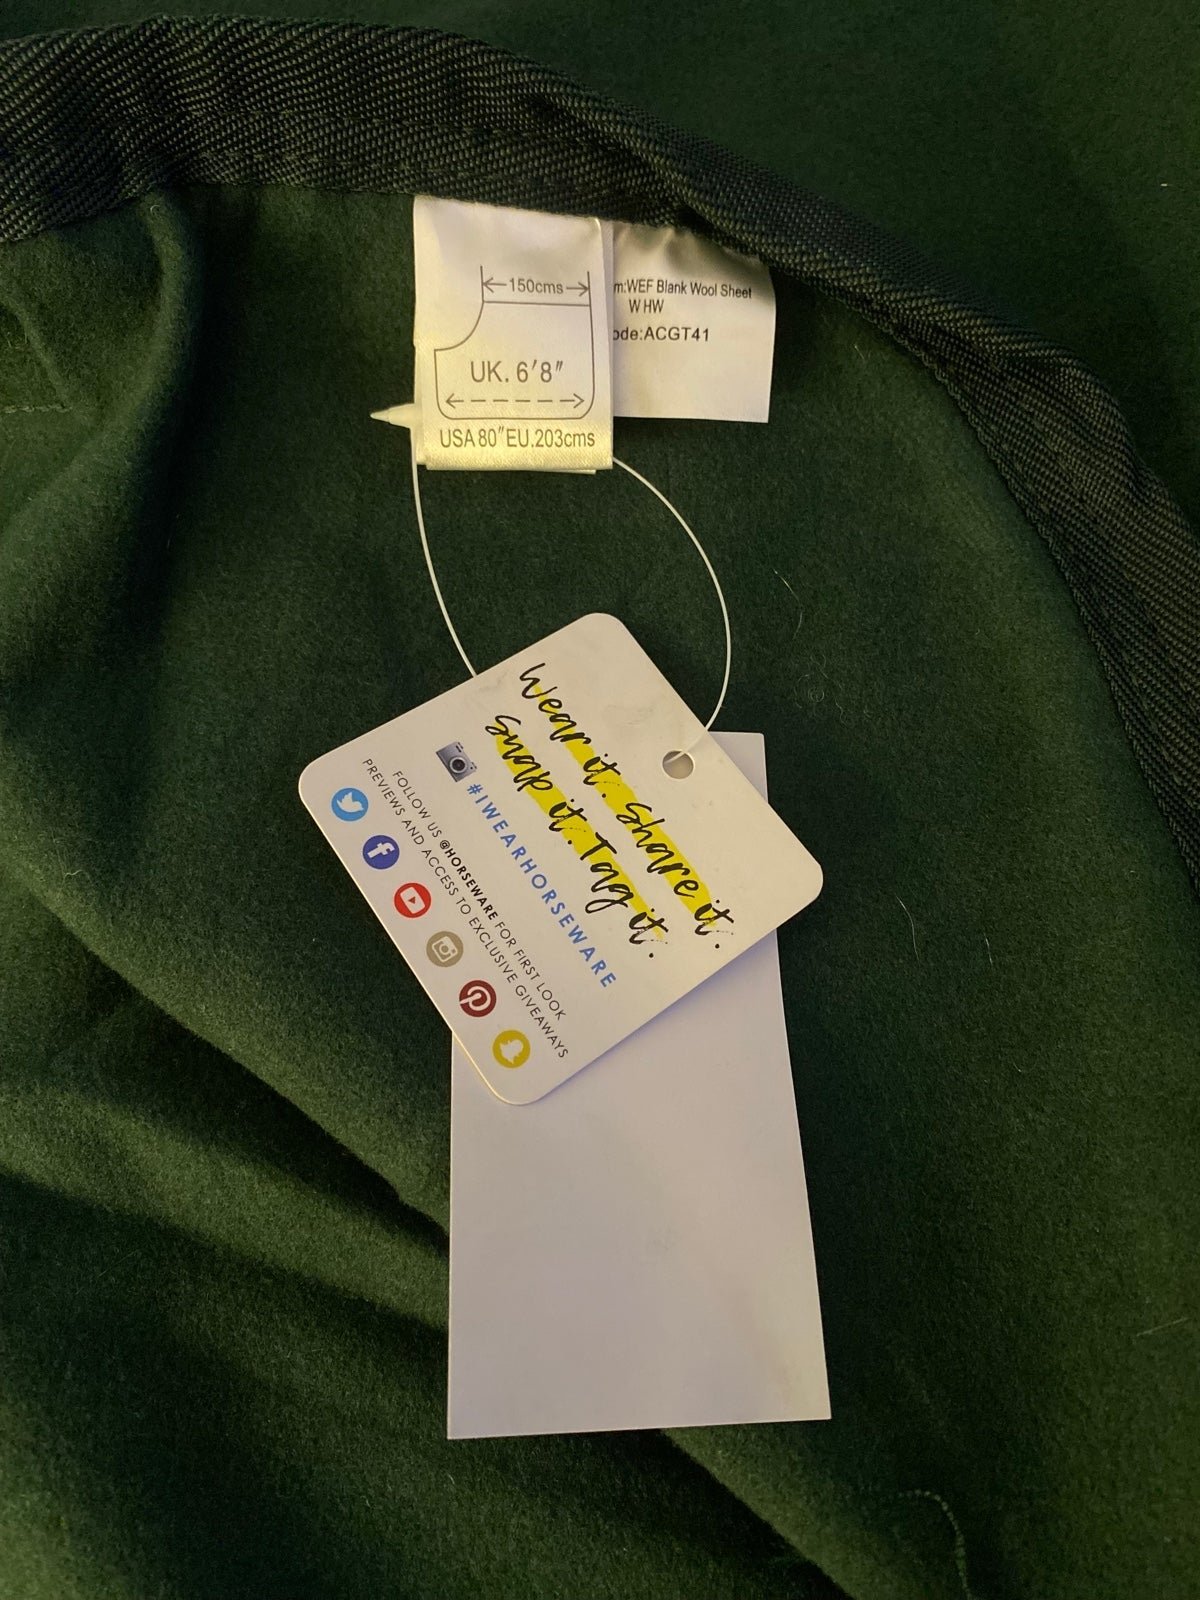 150cms
UK. 6'8"
USA 80" EU.203cms
m:WEF Blank Wool Sheet
W HW
ode:ACGT41
Wear it. Share it.
Snap it. Tag it.
#IWEARHORSEWARE
FOLLOW US @HORSEWARE FOR FIRST LOOK
PREVIEWS AND ACCESS TO EXCLUSIVE GIVEAWAYS